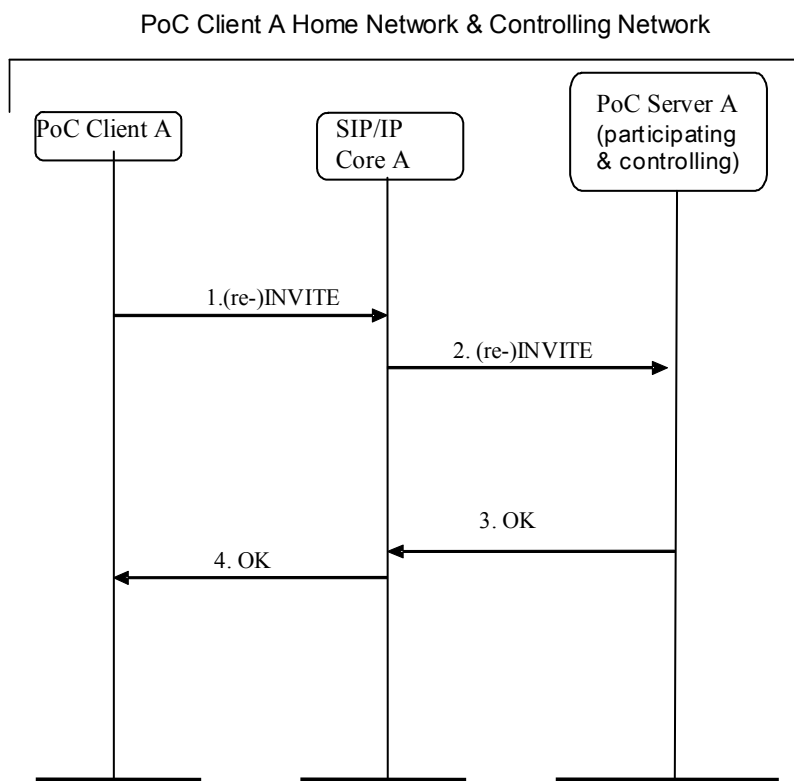 PoC Client A Home Network & Controlling Network
PoC Client A
SIP/IP
Core A
PoC Server A
(participating
& controlling)
1.(re-)INVITE
2. (re-)INVITE
3. OK
4. OK